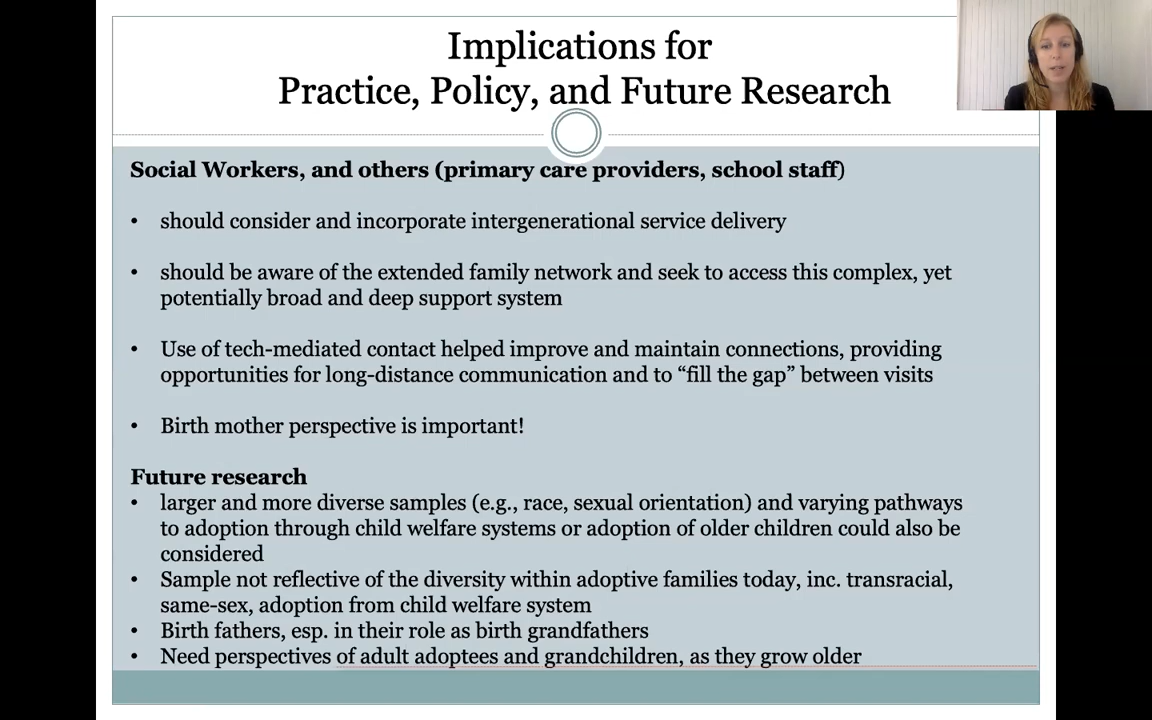 Implications for
Practice, Policy, and Future Research
Social Workers, and others (primary care providers, school staff)
• should consider and incorporate intergenerational service delivery
• should be aware of the extended family network and seek to access this complex, yet
potentially broad and deep support system
• Use of tech-mediated contact helped improve and maintain connections, providing
opportunities for long-distance communication and to “fill the gap” between visits
• Birth mother perspective is important!
Future research
• larger and more diverse samples (e.g., race, sexual orientation) and varying pathways
to adoption through child welfare systems or adoption of older children could also be
considered
• Sample not reflective of the diversity within adoptive families today, inc. transracial,
same-sex, adoption from child welfare system
• Birth fathers, esp. in their role as birth grandfathers
• Need perspectives of adult adoptees and grandchildren, as they grow older